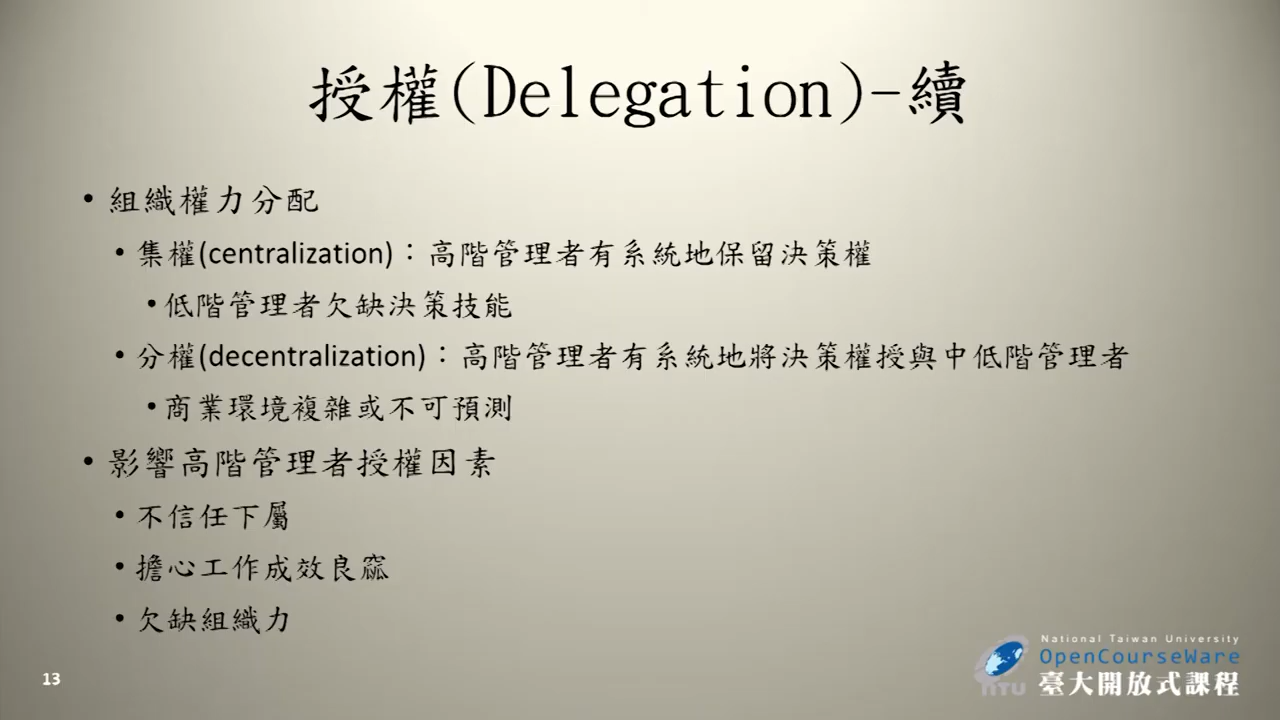 授權(Delegation)-續
• 組織權力分配
• 集權(centralization)：高階管理者有系統地保留決策權
• 低階管理者欠缺決策技能
• 分權(decentralization)：高階管理者有系統地將決策權授與中低階管理者
• 商業環境複雜或不可預測
• 影響高階管理者授權因素
• 不信任下屬
• 擔心工作成效良窳
• 欠缺組織力
13
NTU
National Taiwan University
OpenCourseWare
臺大開放式課程